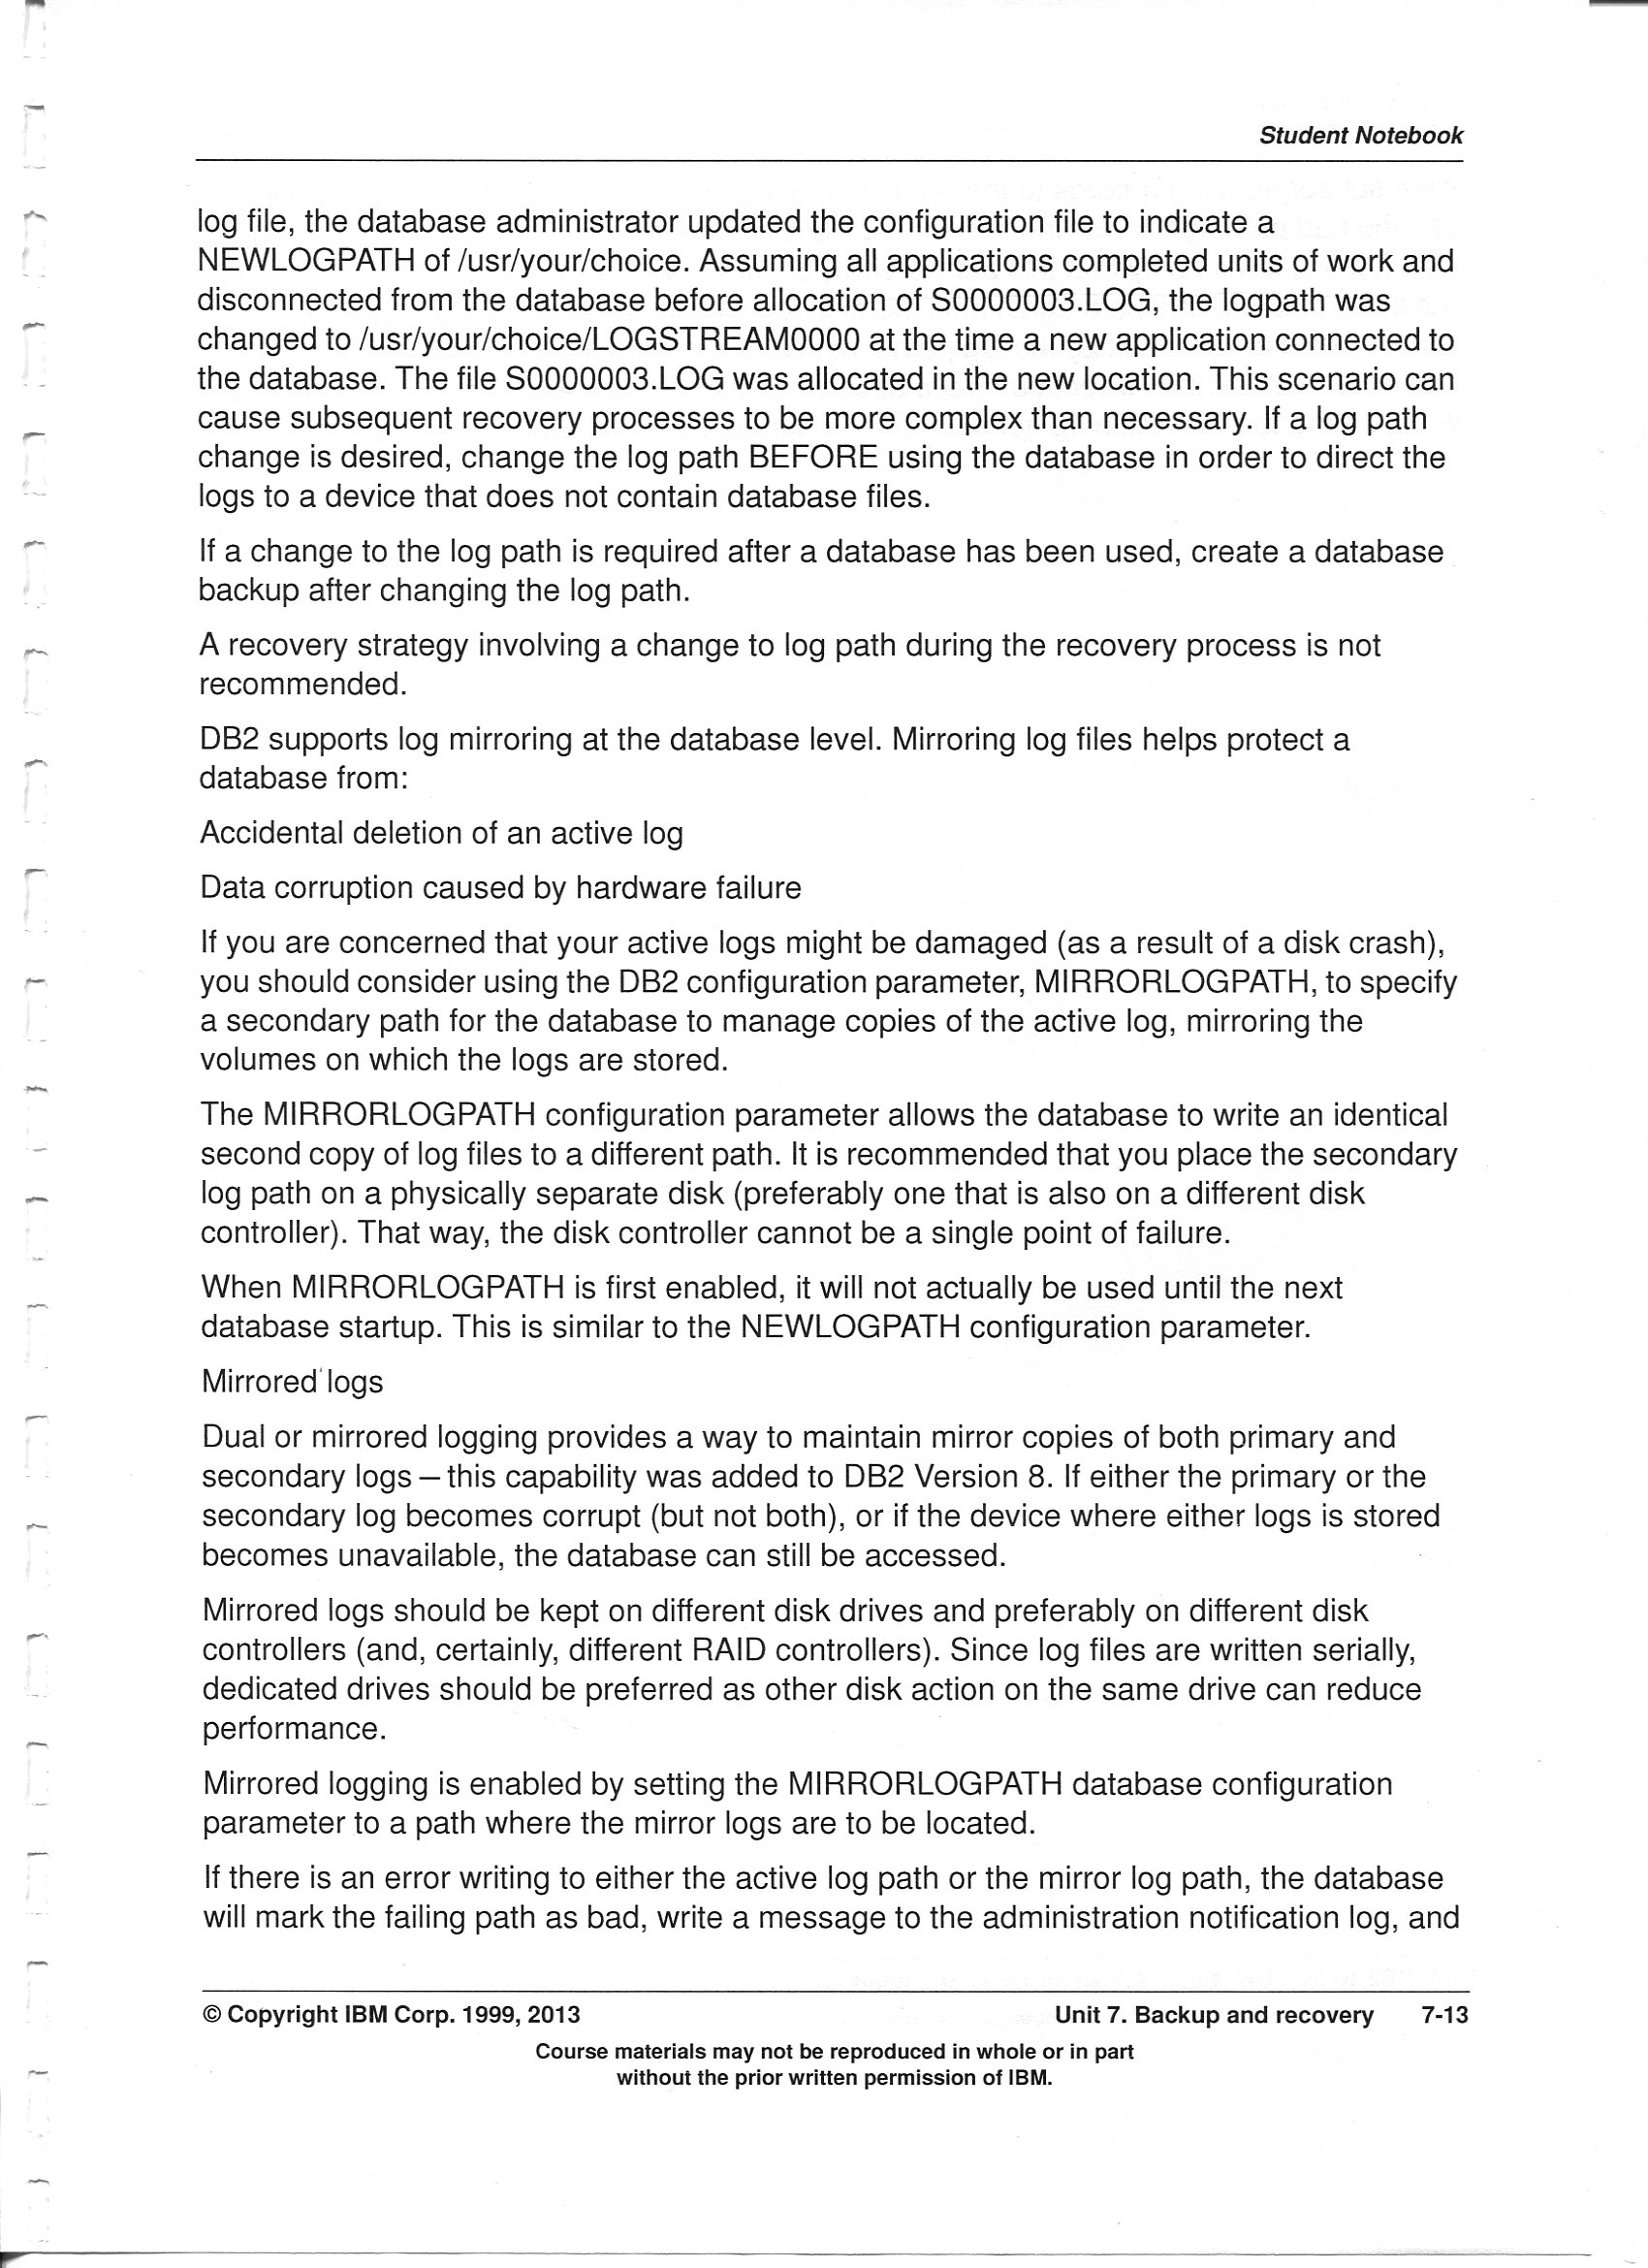 Student Notebook
log file, the database administrator updated the configuration file to indicate a
NEWLOGPATH of /usr/your/choice. Assuming all applications completed units of work and
disconnected from the database before allocation of S0000003.LOG, the logpath was
changed to /usr/your/choice/LOGSTREAM0000 at the time a new application connected to
the database. The file S0000003.LOG was allocated in the new location. This scenario can
cause subsequent recovery processes to be more complex than necessary. If a log path
change is desired, change the log path BEFORE using the database in order to direct the
logs to a device that does not contain database files.
If a change to the log path is required after a database has been used, create a database
backup after changing the log path.
A recovery strategy involving a change to log path during the recovery process is not
recommended.
DB2 supports log mirroring at the database level. Mirroring log files helps protect a
database from:
Accidental deletion of an active log
Data corruption caused by hardware failure
If you are concerned that your active logs might be damaged (as a result of a disk crash),
you should consider using the DB2 configuration parameter, MIRRORLOGPATH, to specify
a secondary path for the database to manage copies of the active log, mirroring the
volumes on which the logs are stored.
The MIRRORLOGPATH configuration parameter allows the database to write an identical
second copy of log files to a different path. It is recommended that you place the secondary
log path on a physically separate disk (preferably one that is also on a different disk
controller). That way, the disk controller cannot be a single point of failure.
When MIRRORLOGPATH is first enabled, it will not actually be used until the next
database startup. This is similar to the NEWLOGPATH configuration parameter.
Mirrored logs
Dual or mirrored logging provides a way to maintain mirror copies of both primary and
secondary logs – this capability was added to DB2 Version 8. If either the primary or the
secondary log becomes corrupt (but not both), or if the device where either logs is stored
becomes unavailable, the database can still be accessed.
Mirrored logs should be kept on different disk drives and preferably on different disk
controllers (and, certainly, different RAID controllers). Since log files are written serially,
dedicated drives should be preferred as other disk action on the same drive can reduce
performance.
Mirrored logging is enabled by setting the MIRRORLOGPATH database configuration
parameter to a path where the mirror logs are to be located.
If there is an error writing to either the active log path or the mirror log path, the database
will mark the failing path as bad, write a message to the administration notification log, and
© Copyright IBM Corp. 1999, 2013 Unit 7. Backup and recovery 7-13
Course materials may not be reproduced in whole or in part
without the prior written permission of IBM.